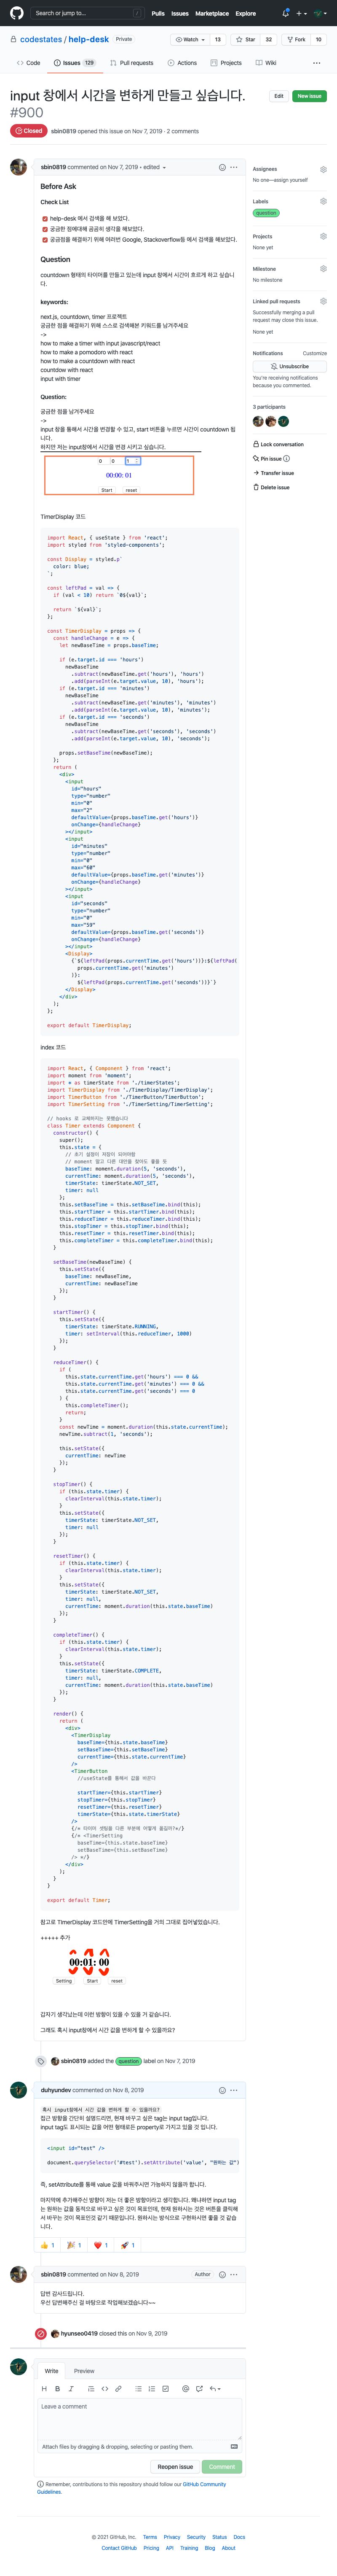 Search or jump to...
/
Pulls Issues Marketplace Explore
codestates / help-desk Private
Watch 13 Star 32 Fork 10
Code Issues 129 Pull requests Actions Projects Wiki
input 창에서 시간을 변하게 만들고 싶습니다.
#900
Edit New issue
Closed sbin0819 opened this issue on Nov 7, 2019 · 2 comments
sbin0819 commented on Nov 7, 2019 • edited
Before Ask
Check List
help-desk 에서 검색을 해 보았다.
궁금한 점에대해 곰곰히 생각을 해보았다.
궁금점을 해결하기 위해 여러번 Google, Stackoverflow등 에서 검색을 해보았다.
Question
countdown 형태의 타이머를 만들고 있는데 input 창에서 시간이 흐르게 하고 싶습니
다.
keywords:
next.js, countdown, timer 프로젝트
궁금한 점을 해결하기 위해 스스로 검색해본 키워드를 남겨주세요
->
how to make a timer with input javascript/react
how to make a pomodoro with react
how to make a countdown with react
countdow with react
input with timer
Question:
궁금한 점을 남겨주세요
->
input 창을 통해서 시간을 변경할 수 있고, start 버튼을 누르면 시간이 countdown 됩
니다.
하지만 저는 input창에서 시간을 변경 시키고 싶습니다.
0 0 1
00:00: 01
Start reset
TimerDisplay 코드
import React, { useState } from 'react';
import styled from 'styled-components';
const Display = styled.p`
color: blue;
`;
const leftPad = val => {
if (val < 10) return `0${val}`;
return `${val}`;
};
const TimerDisplay = props => {
const handleChange = e => {
let newBaseTime = props.baseTime;
if (e.target.id === 'hours')
newBaseTime
.subtract(newBaseTime.get('hours'), 'hours')
.add(parseInt(e.target.value, 10), 'hours');
if (e.target.id === 'minutes')
newBaseTime
.subtract(newBaseTime.get('minutes'), 'minutes')
.add(parseInt(e.target.value, 10), 'minutes');
if (e.target.id === 'seconds')
newBaseTime
.subtract(newBaseTime.get('seconds'), 'seconds')
.add(parseInt(e.target.value, 10), 'seconds');
props.setBaseTime(newBaseTime);
};
return (
<div>
<input
id="hours"
type="number"
min="0"
max="2"
defaultValue={props.baseTime.get('hours')}
onChange={handleChange}
></input>
<input
id="minutes"
type="number"
min="0"
max="60"
defaultValue={props.baseTime.get('minutes')}
onChange={handleChange}
></input>
<input
id="seconds"
type="number"
min="0"
max="59"
defaultValue={props.baseTime.get('seconds')}
onChange={handleChange}
></input>
<Display>
{`${leftPad(props.currentTime.get('hours'))}:${leftPad(
props.currentTime.get('minutes')
)}:
${leftPad(props.currentTime.get('seconds'))}`}
</Display>
</div>
);
};
export default TimerDisplay;
index 코드
import React, { Component } from 'react';
import moment from 'moment';
import * as timerState from './timerStates';
import TimerDisplay from './TimerDisplay/TimerDisplay';
import TimerButton from './TimerButton/TimerButton';
import TimerSetting from './TimerSetting/TimerSetting';
// hooks 로 교체하지는 못했습니다
class Timer extends Component {
constructor() {
super();
this.state = {
// 초기 설정이 저장이 되어야함
// moment 말고 다른 대안을 찾아도 좋을 듯
baseTime: moment.duration(5, 'seconds'),
currentTime: moment.duration(5, 'seconds'),
timerState: timerState.NOT_SET,
timer: null
};
this.setBaseTime = this.setBaseTime.bind(this);
this.startTimer = this.startTimer.bind(this);
this.reduceTimer = this.reduceTimer.bind(this);
this.stopTimer = this.stopTimer.bind(this);
this.resetTimer = this.resetTimer.bind(this);
this.completeTimer = this.completeTimer.bind(this);
}
setBaseTime(newBaseTime) {
this.setState({
baseTime: newBaseTime,
currentTime: newBaseTime
});
}
startTimer() {
this.setState({
timerState: timerState.RUNNING,
timer: setInterval(this.reduceTimer, 1000)
});
}
reduceTimer() {
if (
this.state.currentTime.get('hours') === 0 &&
this.state.currentTime.get('minutes') === 0 &&
this.state.currentTime.get('seconds') === 0
) {
this.completeTimer();
return;
}
const newTime = moment.duration(this.state.currentTime);
newTime.subtract(1, 'seconds');
this.setState({
currentTime: newTime
});
}
stopTimer() {
if (this.state.timer) {
clearInterval(this.state.timer);
}
this.setState({
timerState: timerState.NOT_SET,
timer: null
});
}
resetTimer() {
if (this.state.timer) {
clearInterval(this.state.timer);
}
this.setState({
timerState: timerState.NOT_SET,
timer: null,
currentTime: moment.duration(this.state.baseTime)
});
}
completeTimer() {
if (this.state.timer) {
clearInterval(this.state.timer);
}
this.setState({
timerState: timerState.COMPLETE,
timer: null,
currentTime: moment.duration(this.state.baseTime)
});
}
render() {
return (
<div>
<TimerDisplay
baseTime={this.state.baseTime}
setBaseTime={this.setBaseTime}
currentTime={this.state.currentTime}
/>
<TimerButton
//useState를 통해서 값을 바꾼다
startTimer={this.startTimer}
stopTimer={this.stopTimer}
resetTimer={this.resetTimer}
timerState={this.state.timerState}
/>
{/* 타이머 셋팅을 다른 부분에 어떻게 옮길까?*/}
{/* <TimerSetting
baseTime={this.state.baseTime}
setBaseTime={this.setBaseTime}
/> */}
</div>
);
}
}
export default Timer;
참고로 TimerDisplay 코드안에 TimerSetting을 거의 그대로 집어넣었습니다.
+++++ 추가
00:01: 00
Setting Start reset
갑자기 생각났는데 이런 방향이 있을 수 있을 거 같습니다.
그래도 혹시 input창에서 시간 값을 변하게 할 수 있을까요?
sbin0819 added the question label on Nov 7, 2019
duhyundev commented on Nov 8, 2019
혹시 input창에서 시간 값을 변하게 할 수 있을까요?
접근 방향을 간단히 설명드리면, 현재 바꾸고 싶은 tag는 input tag입니다.
input tag도 표시되는 값을 어떤 형태로든 property로 가지고 있을 것 입니다.
<input id="test" />
document.querySelector('#test').setAttribute('value', "원하는 값")
즉, setAttribute를 통해 value 값을 바꿔주시면 가능하지 않을까 합니다.
마지막에 추가해주신 방향이 저는 더 좋은 방향이라고 생각합니다. 왜냐하면 input tag
는 원하는 값을 동적으로 바꾸고 싶은 것이 목표인데, 현재 원하시는 것은 버튼을 클릭해
서 바꾸는 것이 목적인것 같기 때문입니다. 원하시는 방식으로 구현하시면 좋을 것 같습
니다.
👍 1 🎉 1 ❤️ 1 🚀 1
sbin0819 commented on Nov 8, 2019 Author
답변 감사드립니다.
우선 답변해주신 걸 바탕으로 작업해보겠습니다~~
hyunseo0419 closed this on Nov 9, 2019
Write Preview
Leave a comment
Attach files by dragging & dropping, selecting or pasting them.
Reopen issue Comment
Remember, contributions to this repository should follow our GitHub Community
Guidelines.
Assignees
No one—assign yourself
Labels
question
Projects
None yet
Milestone
No milestone
Linked pull requests
Successfully merging a pull
request may close this issue.
None yet
Notifications Customize
Unsubscribe
You're receiving notifications
because you commented.
3 participants
Lock conversation
Pin issue
Transfer issue
Delete issue
© 2021 GitHub, Inc. Terms Privacy Security Status Docs
Contact GitHub Pricing API Training Blog About